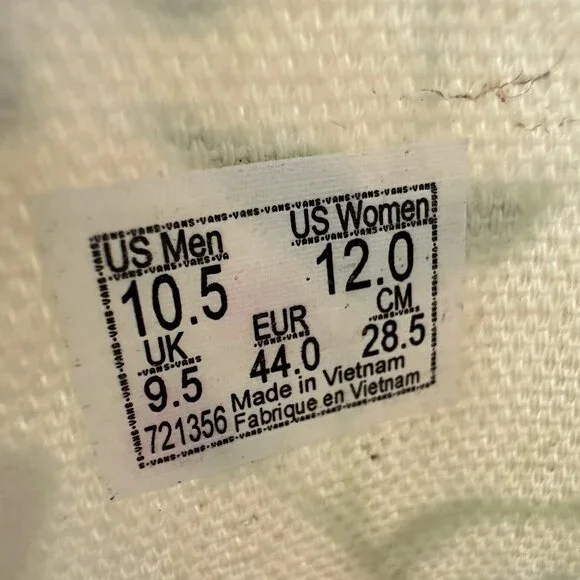 US Men US Women
10.5 12.0
UK EUR CM
9.5 44.0 28.5
721356 Made in Vietnam
Fabrique en Vietnam